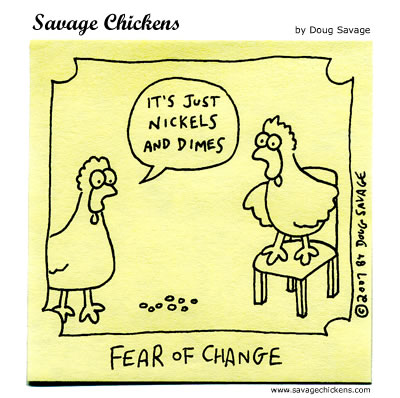 Savage Chickens
by Doug Savage
IT'S JUST
NICKELS
AND DIMES
© 2007 BY DOUG SAVAGE
FEAR OF CHANGE
www.savagechickens.com